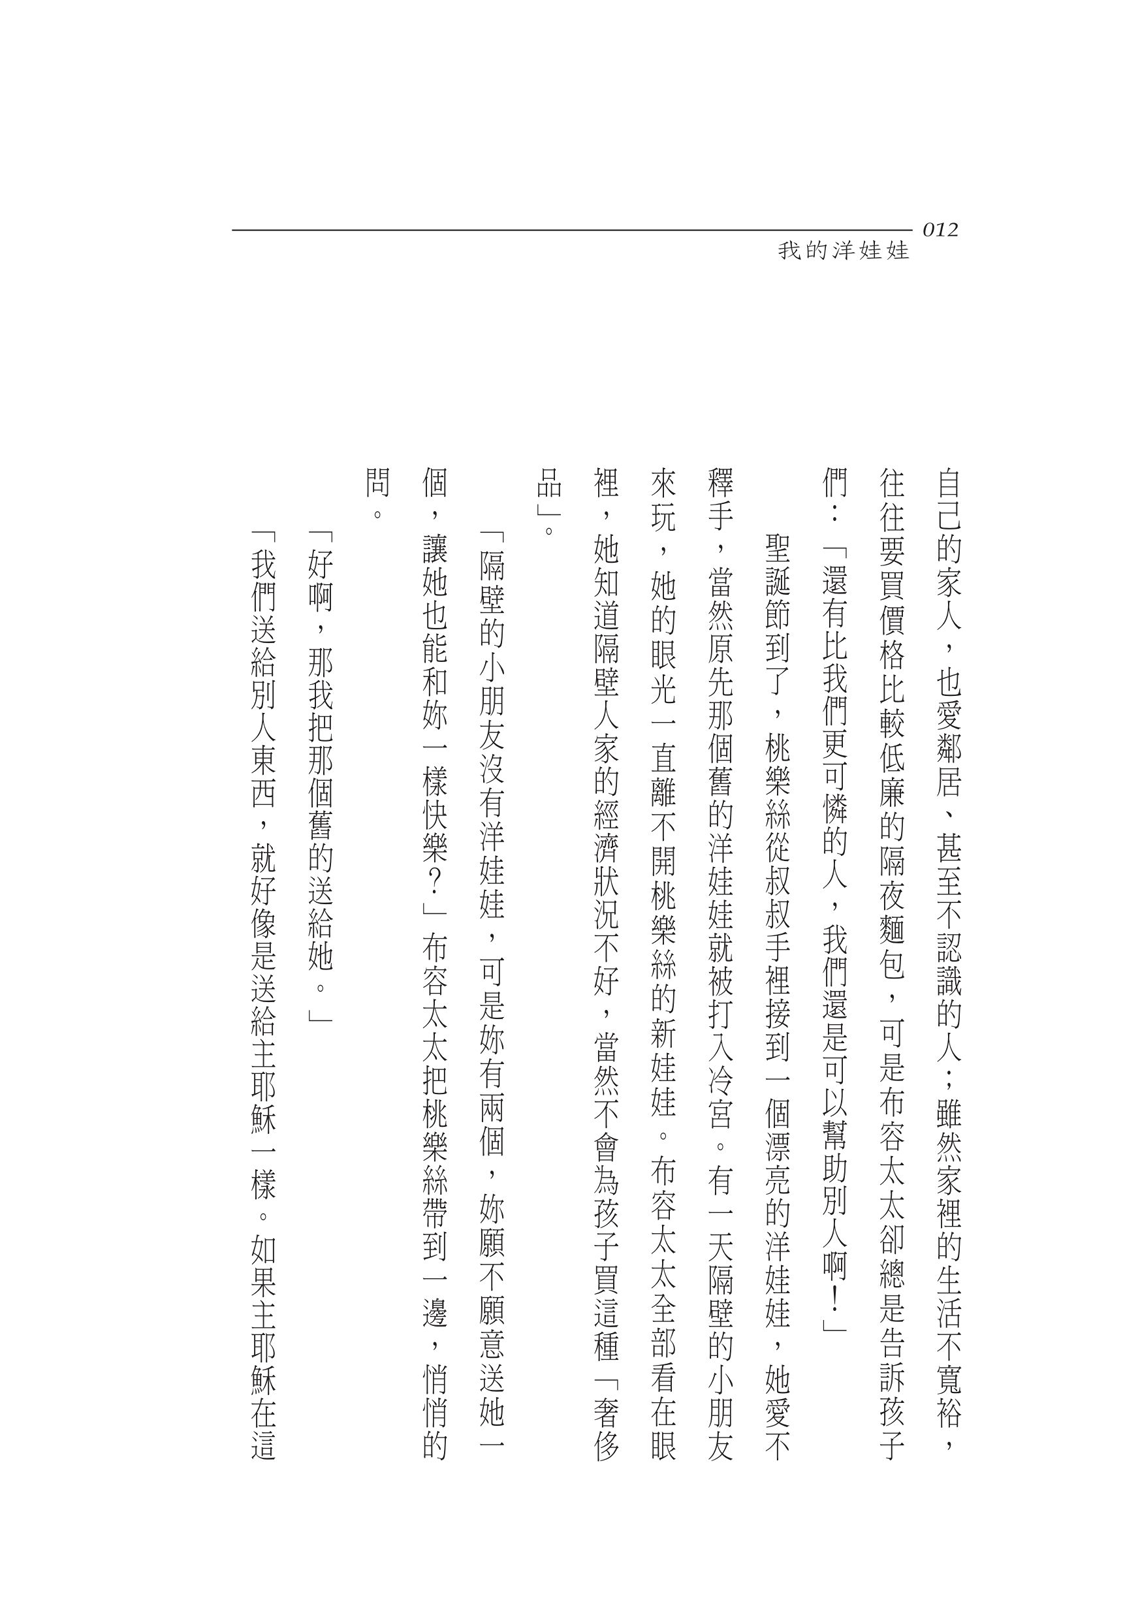 012
我的洋娃娃
自己的家人，也愛鄰居、甚至不認識的人；雖然家裡的生活不寬裕，
往往要買價格比較低廉的隔夜麵包，可是布容太太卻總是告訴孩子
們：「還有比我們更可憐的人，我們還是可以幫助別人啊！」
聖誕節到了，桃樂絲從叔叔手裡接到一個漂亮的洋娃娃，她愛不
釋手，當然原先那個舊的洋娃娃就被打入冷宮。有一天隔壁的小朋友
來玩，她的眼光一直離不開桃樂絲的新娃娃。布容太太全部看在眼
裡，她知道隔壁人家的經濟狀況不好，當然不會為孩子買這種「奢侈
品」。
「隔壁的小朋友沒有洋娃娃，可是妳有兩個，妳願不願意送她一
個，讓她也能和妳一樣快樂？」布容太太把桃樂絲帶到一邊，悄悄的
問。
「好啊，那我把那個舊的送給她。」
「我們送給別人東西，就好像是送給主耶穌一樣。如果主耶穌在這